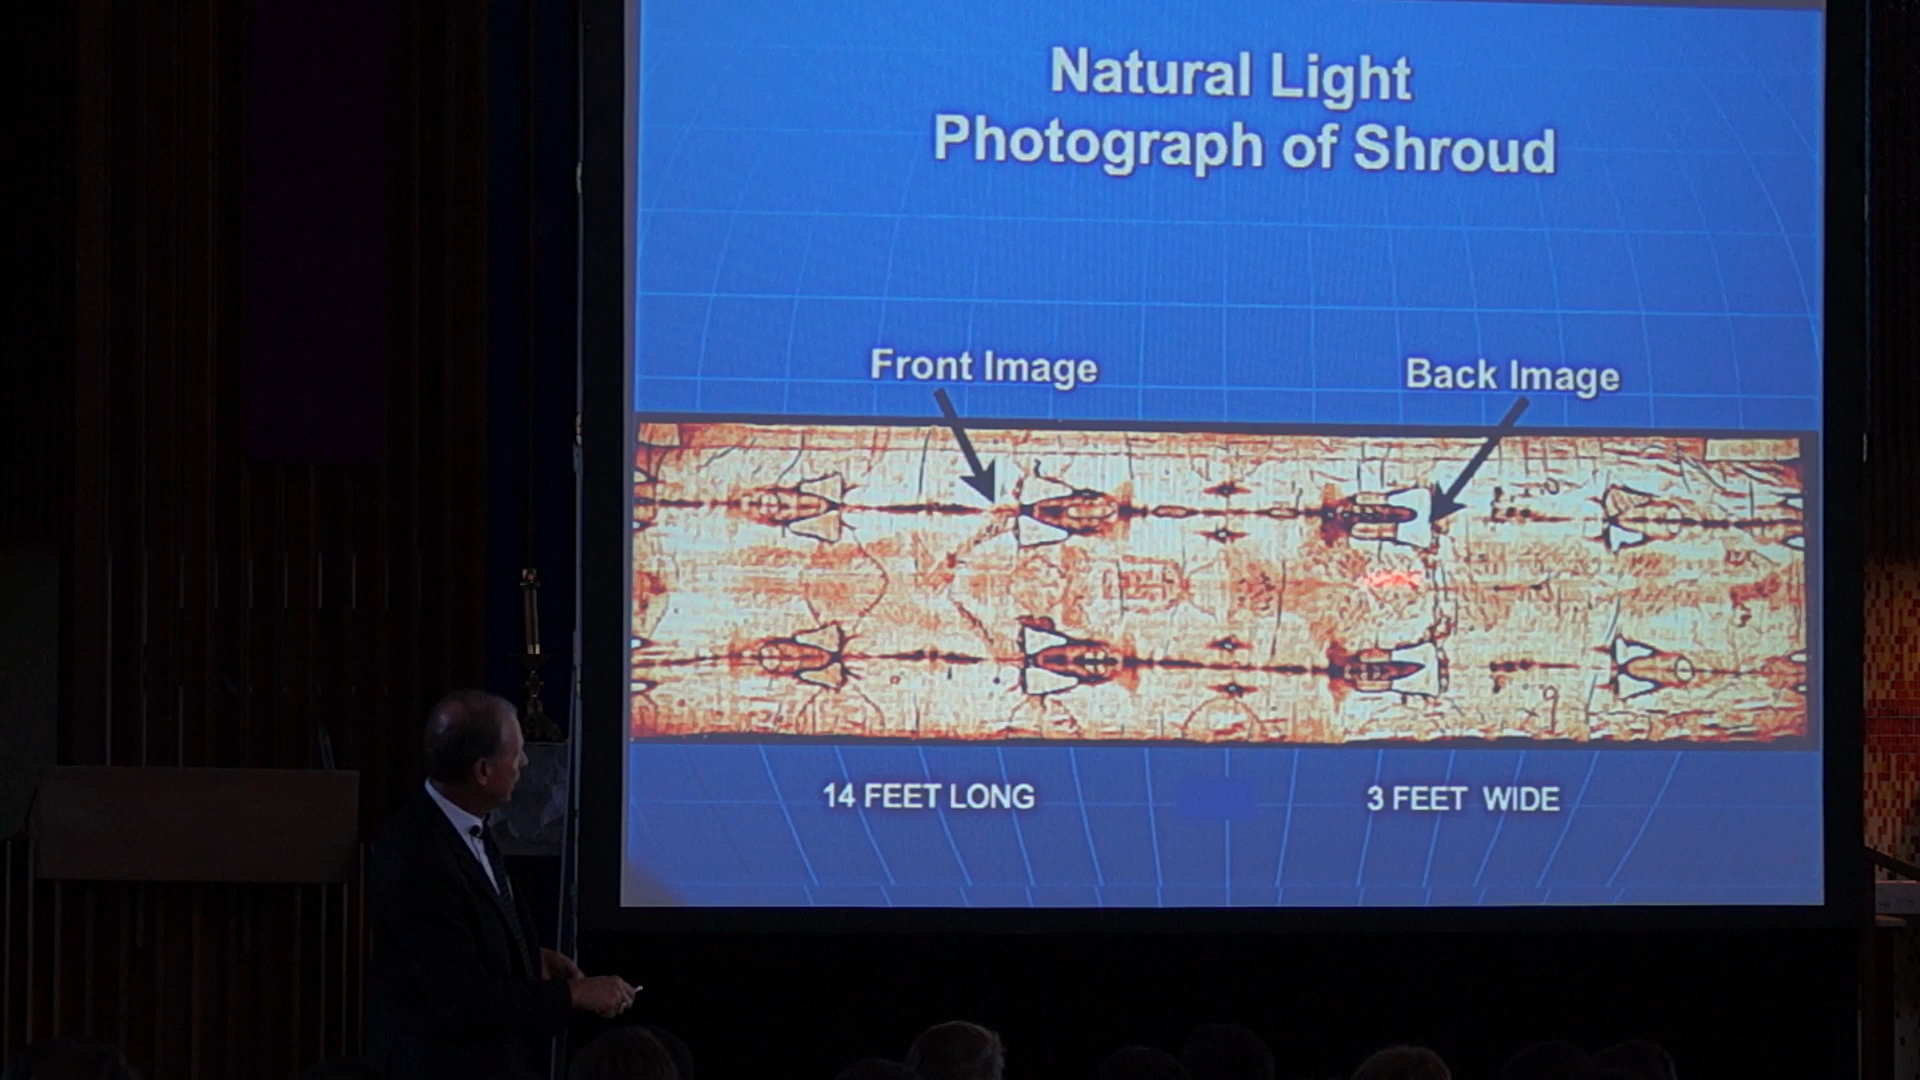 Natural Light
Photograph of Shroud
Front Image
Back Image
14 FEET LONG
3 FEET WIDE